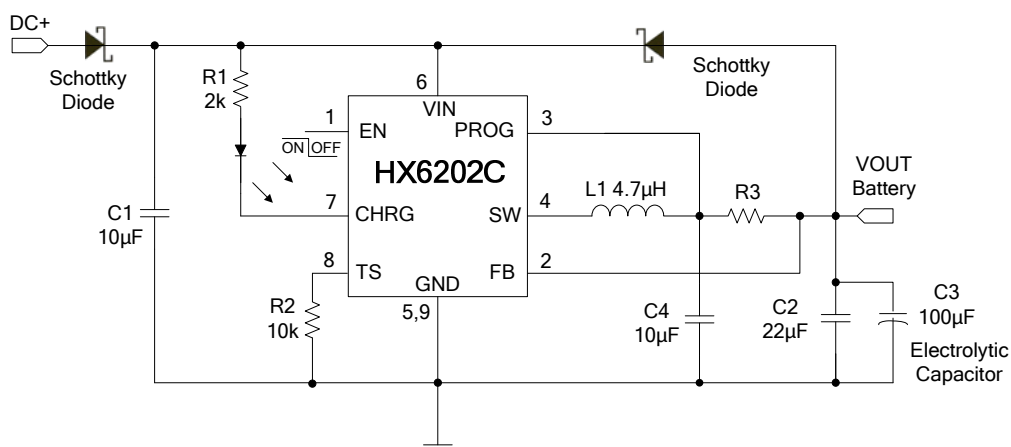 DC+
Schottky
Diode
R1
2k
6
VIN
Schottky
Diode
1
EN
PROG
3
ON OFF
HX6202C
VOUT
Battery
L1 4.7μH
R3
C1
10μF
7
CHRG
SW
4
8
TS
FB
2
GND
5,9
R2
10k
C4
10μF
C2
22μF
C3
100μF
Electrolytic
Capacitor